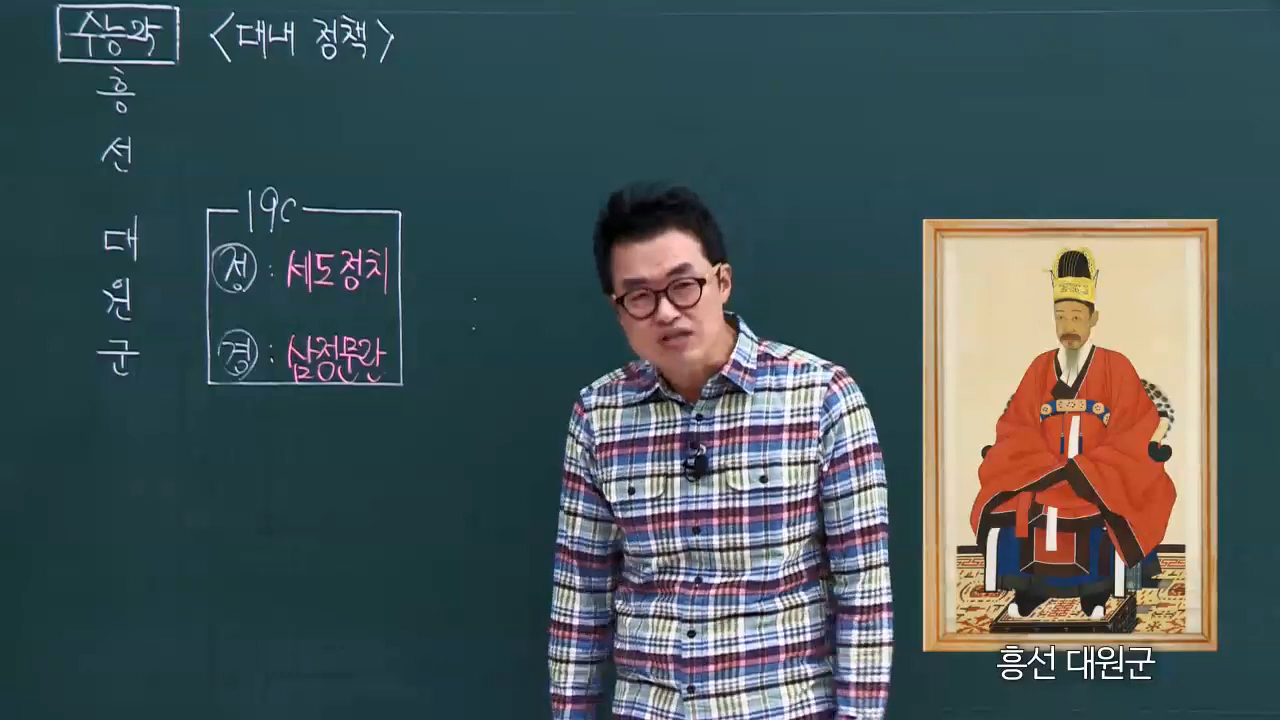 수능각 〈대내 정책〉
흥
선
대
원
군
19c
정 : 세도정치
경 : 삼정문란
흥선 대원군